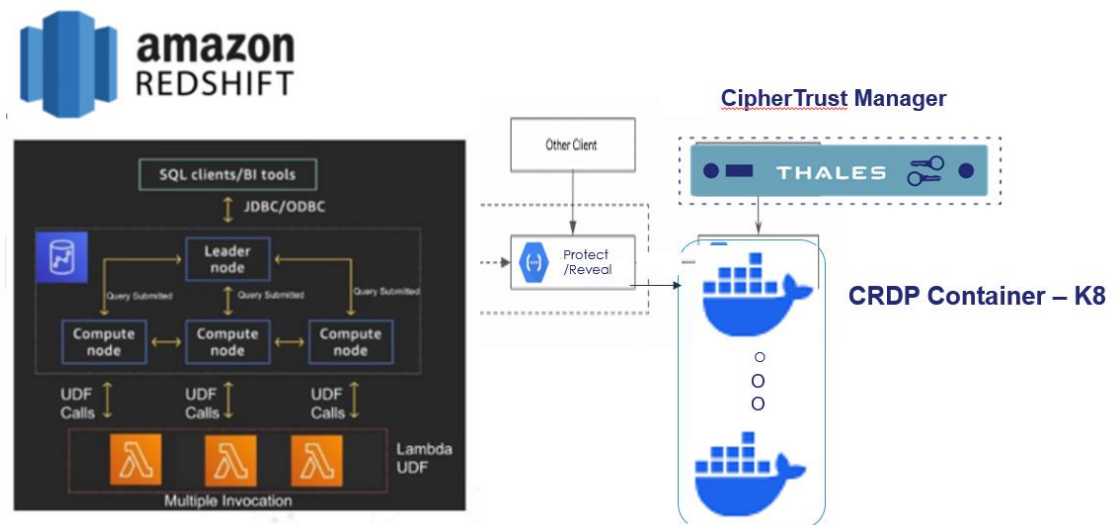 amazon
REDSHIFT
SQL clients/BI tools
JDBC/ODBC
Leader
node
Query Submitted
Query Submitted
Query Submitted
Compute
node
Compute
node
Compute
node
UDF
Calls
UDF
Calls
UDF
Calls
Lambda
UDF
Multiple Invocation
Other Client
Protect
/Reveal
CipherTrust Manager
THALES
CRDP Container – K8